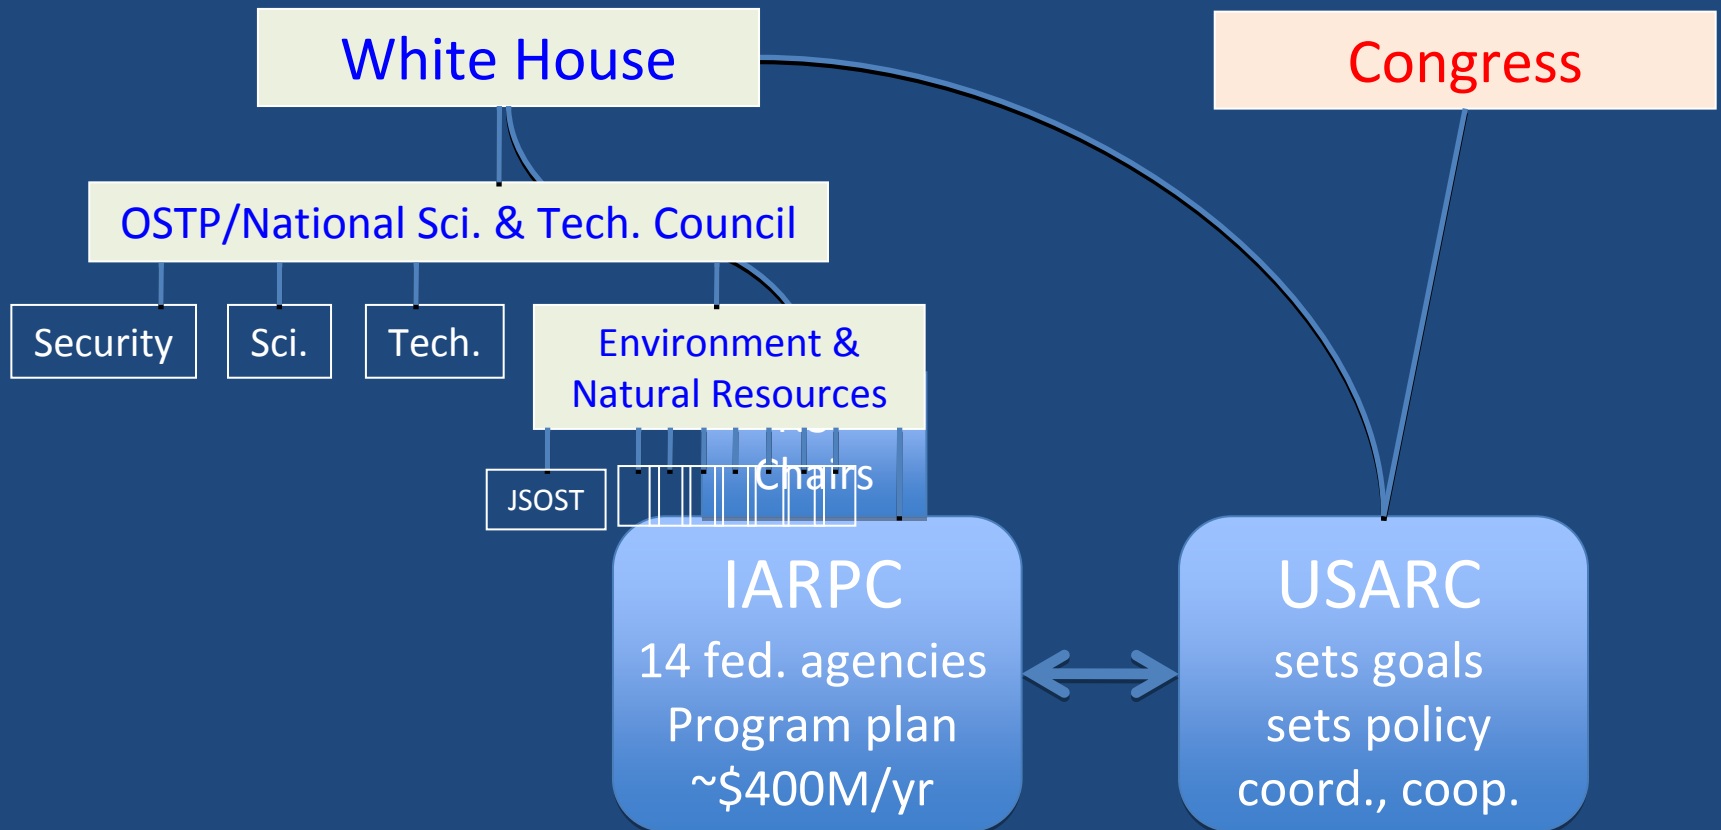 White House
Congress
OSTP/National Sci. & Tech. Council
Security
Sci.
Tech.
Environment &
Natural Resources
Chairs
JSOST
IARPC
14 fed. agencies
Program plan
~$400M/yr
USARC
sets goals
sets policy
coord., coop.